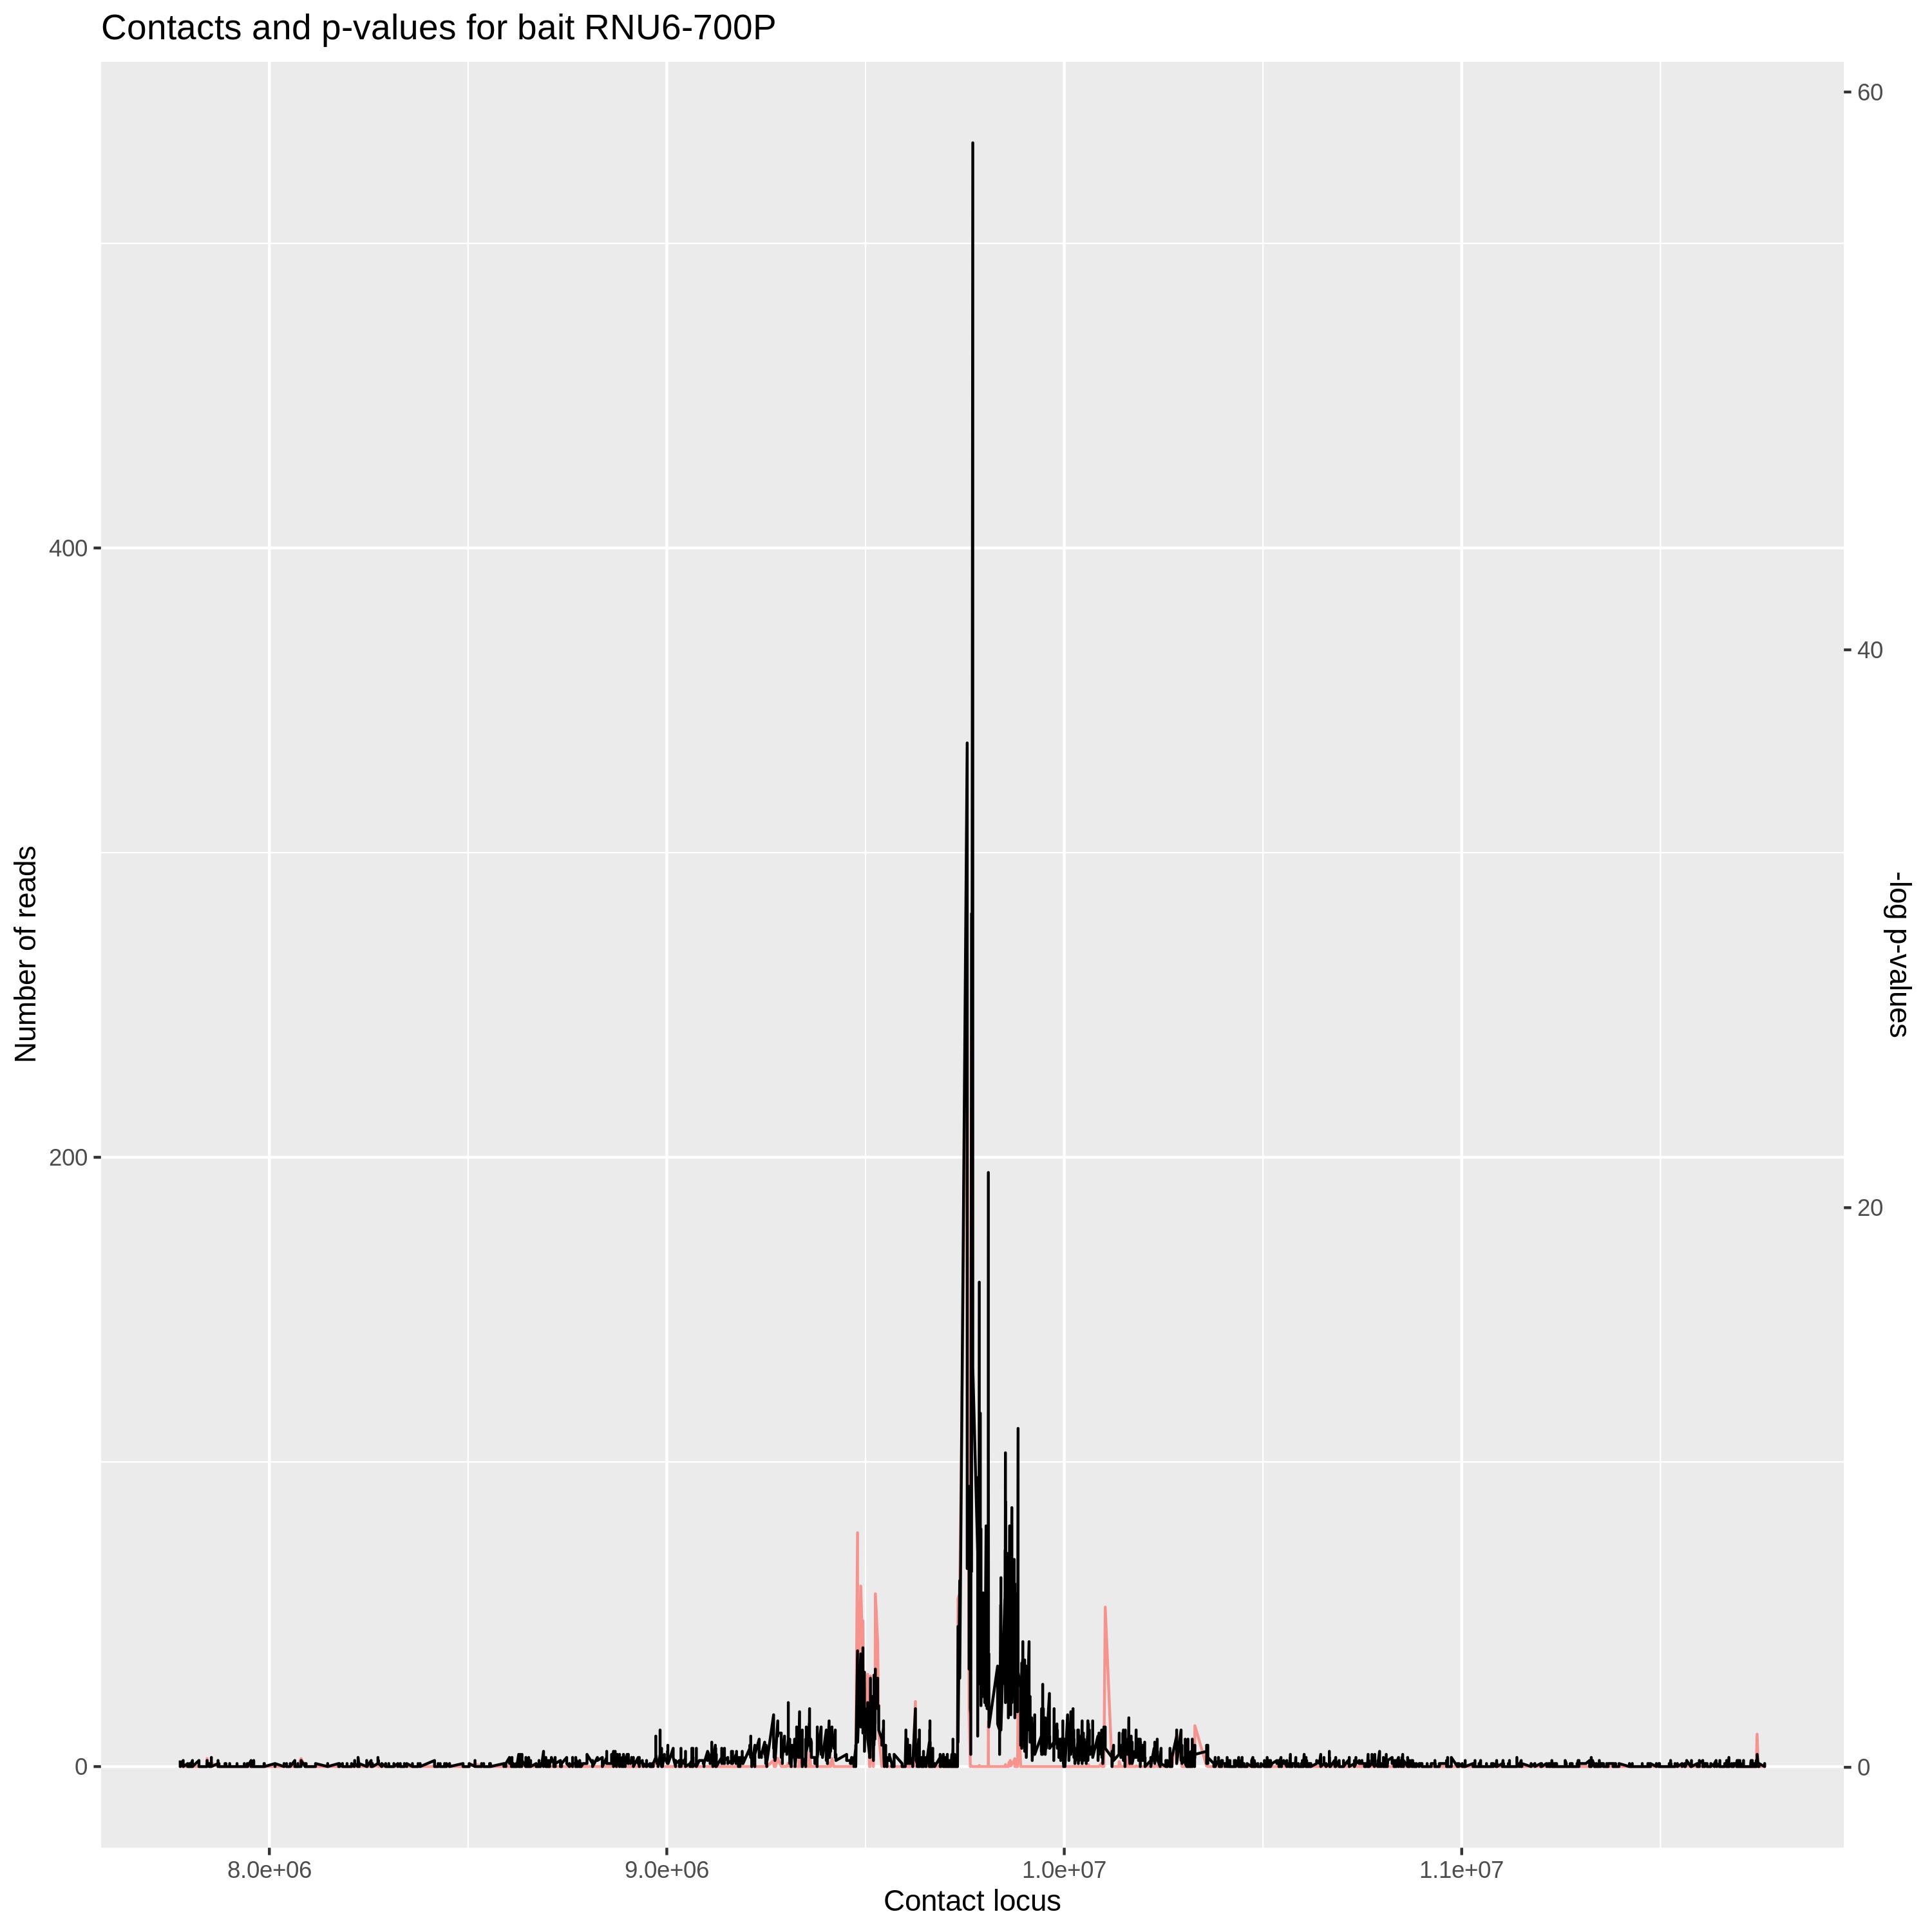 Contacts and p-values for bait RNU6-700P
60
400
40
Number of reads
-log p-values
200
20
0
0
8.0e+06
9.0e+06
1.0e+07
1.1e+07
Contact locus